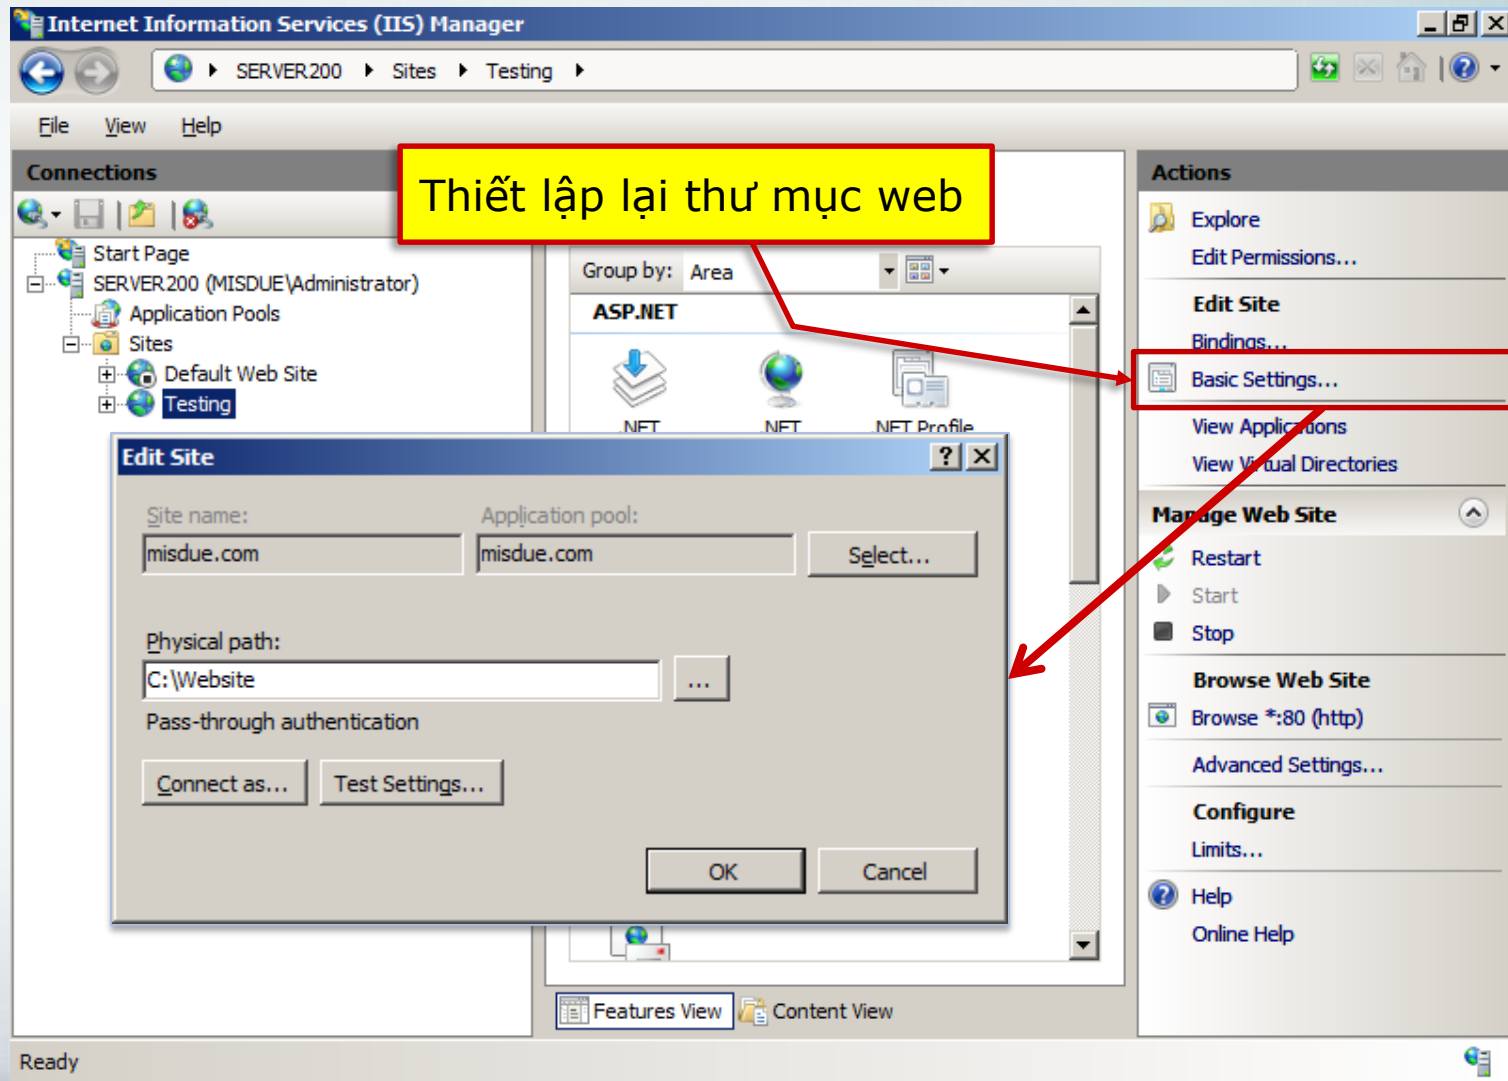 Internet Information Services (IIS) Manager
SERVER200 Sites Testing
File View Help
Connections
Thiết lập lại thư mục web
Start Page
SERVER200 (MISDUE\Administrator)
Application Pools
Sites
Default Web Site
Testing
Group by: Area
ASP.NET
.NET .NET .NET Profile
Edit Site
Site name: Application pool:
misdue.com misdue.com Select...
Physical path:
C:\Website ...
Pass-through authentication
Connect as... Test Settings...
OK Cancel
Features View Content View
Actions
Explore
Edit Permissions...
Edit Site
Bindings...
Basic Settings...
View Applications
View Virtual Directories
Manage Web Site
Restart
Start
Stop
Browse Web Site
Browse *:80 (http)
Advanced Settings...
Configure
Limits...
Help
Online Help
Ready